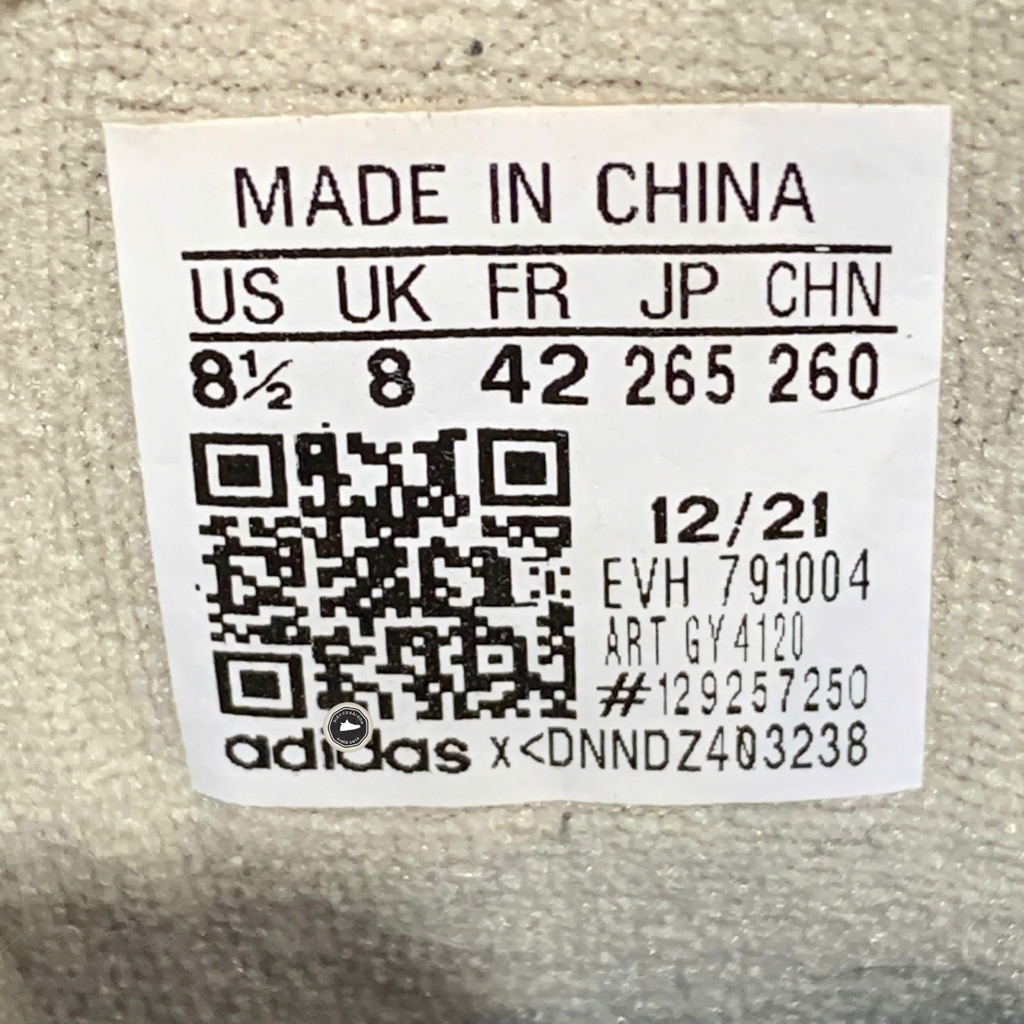 MADE IN CHINA
US UK FR JP CHN
8½ 8 42 265 260
12/21
EVH 791004
ART GY4120
#129257250
adidas x<DNNDZ403238